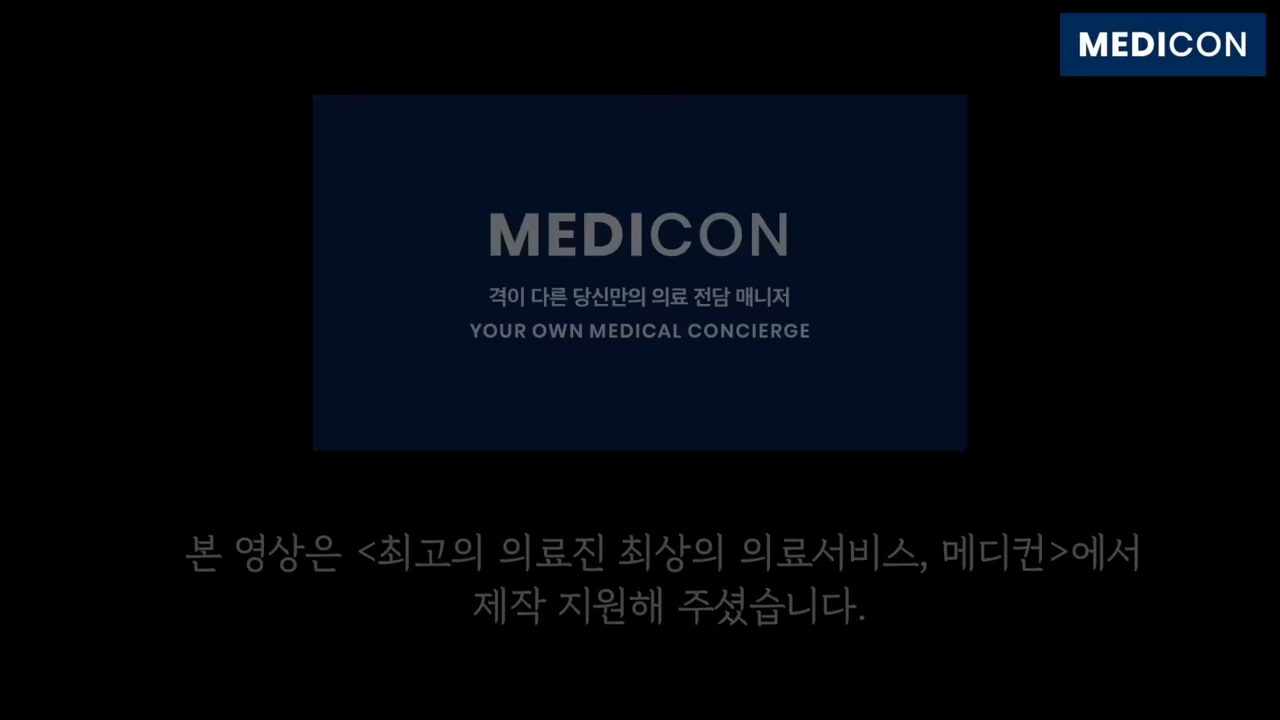 MEDICON
MEDICON
격이 다른 당신만의 의료 전담 매니저
YOUR OWN MEDICAL CONCIERGE
본 영상은 <최고의 의료진 최상의 의료서비스, 메디컨>에서
제작 지원해 주셨습니다.